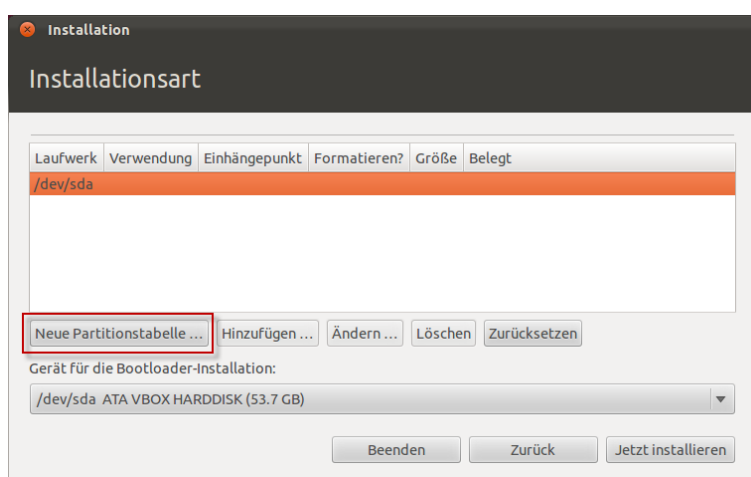 Installation
Installationsart
Laufwerk Verwendung Einhängepunkt Formatieren? Größe Belegt
/dev/sda
Neue Partitionstabelle ... Hinzufügen ... Ändern ... Löschen Zurücksetzen
Gerät für die Bootloader-Installation:
/dev/sda ATA VBOX HARDDISK (53.7 GB)
Beenden Zurück Jetzt installieren